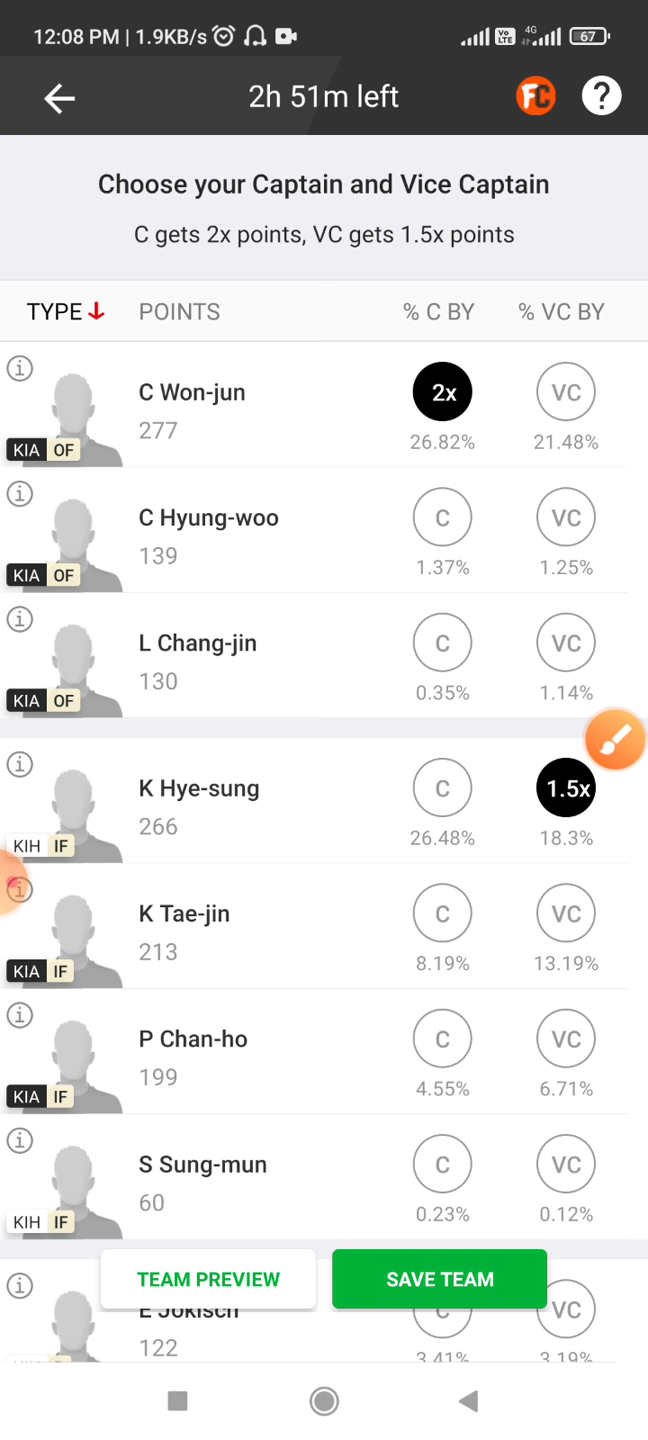 12:08 PM | 1.9KB/s Vo LTE 4G 67
2h 51m left FC ?
Choose your Captain and Vice Captain
C gets 2x points, VC gets 1.5x points
TYPE POINTS % C BY % VC BY
i
C Won-jun 2x VC
277 26.82% 21.48%
KIA OF
i
C Hyung-woo C VC
139 1.37% 1.25%
KIA OF
i
L Chang-jin C VC
130 0.35% 1.14%
KIA OF
i
K Hye-sung C 1.5x
266 26.48% 18.3%
KIH IF
i
K Tae-jin C VC
213 8.19% 13.19%
KIA IF
i
P Chan-ho C VC
199 4.55% 6.71%
KIA IF
i
S Sung-mun C VC
60 0.23% 0.12%
KIH IF
TEAM PREVIEW SAVE TEAM
i
E Jokisch C VC
122 3.41% 3.19%